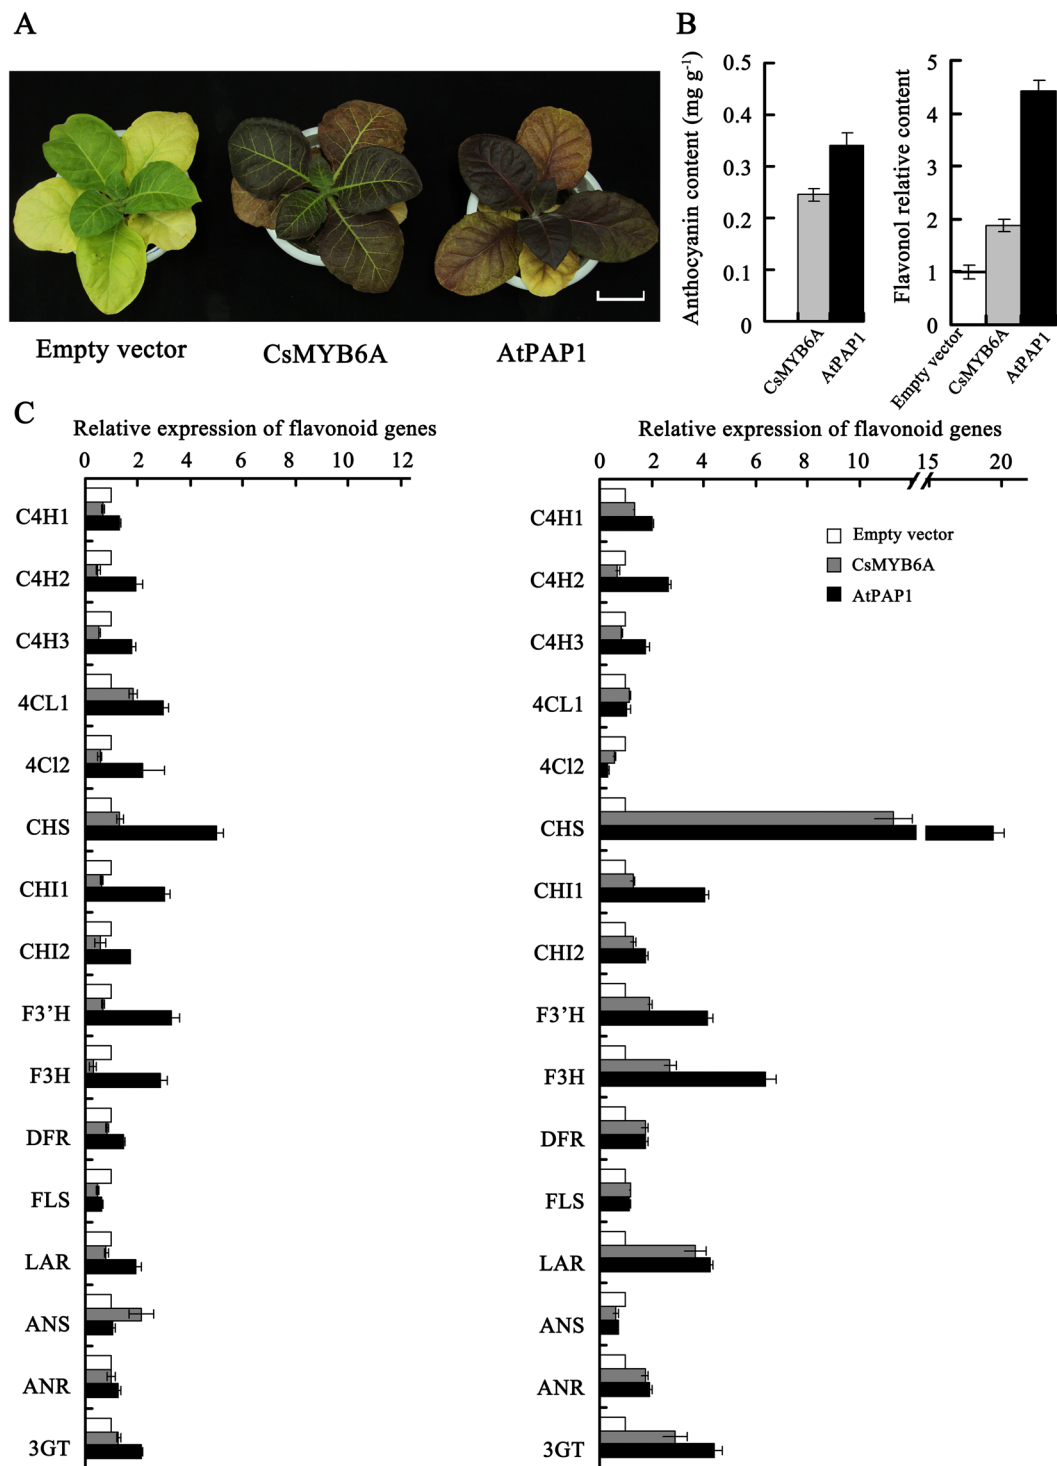 A
B
Empty vector
CsMYB6A
AtPAP1
Anthocyanin content (mg g⁻¹)
0.5
0.4
0.3
0.2
0.1
0
CsMYB6A
AtPAP1
Flavonol relative content
5
4
3
2
1
0
Empty vector
CsMYB6A
AtPAP1
C
Relative expression of flavonoid genes
0 2 4 6 8 10 12
C4H1
C4H2
C4H3
4CL1
4Cl2
CHS
CHI1
CHI2
F3’H
F3H
DFR
FLS
LAR
ANS
ANR
3GT
Relative expression of flavonoid genes
0 2 4 6 8 10 15 20
Empty vector
CsMYB6A
AtPAP1
C4H1
C4H2
C4H3
4CL1
4Cl2
CHS
CHI1
CHI2
F3’H
F3H
DFR
FLS
LAR
ANS
ANR
3GT